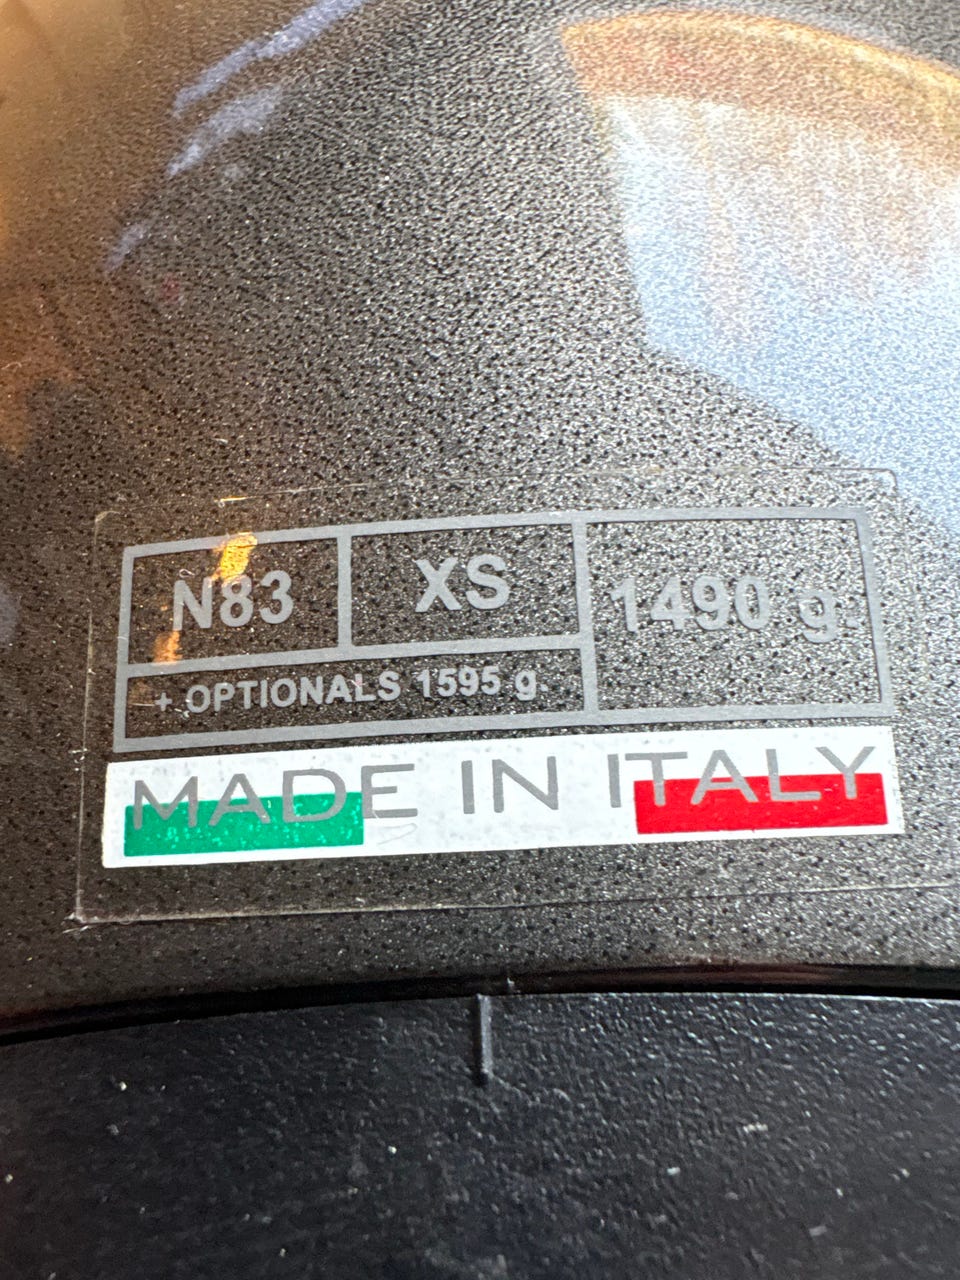 N83 XS 1490 g.
+ OPTIONALS 1595 g.
MADE IN ITALY